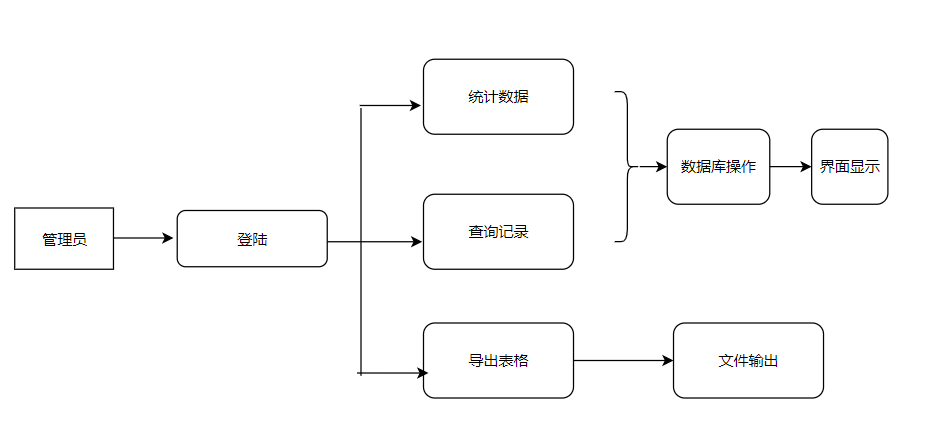 统计数据
数据库操作
界面显示
管理员
登陆
查询记录
导出表格
文件输出